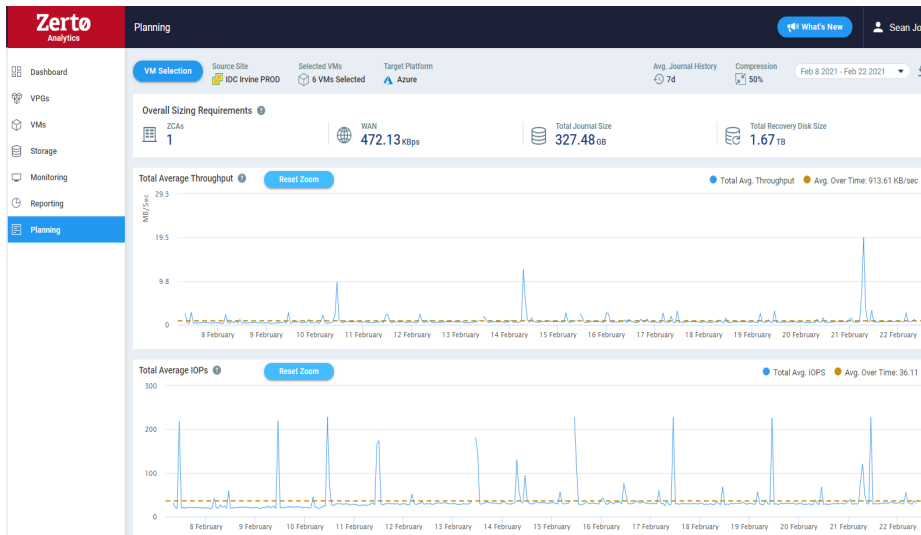 Zertø
Analytics
Planning
What's New
Sean Jo
Dashboard
VPGs
VMs
Storage
Monitoring
Reporting
Planning
VM Selection
Source Site
IDC Irvine PROD
Selected VMs
6 VMs Selected
Target Platform
Azure
Avg. Journal History
7d
Compression
50%
Feb 8 2021 - Feb 22 2021
Overall Sizing Requirements ?
ZCAs
1
WAN
472.13 KBps
Total Journal Size
327.48 GB
Total Recovery Disk Size
1.67 TB
Total Average Throughput ?
Reset Zoom
Total Avg. Throughput
Avg. Over Time: 913.61 KB/sec
MB/Sec
29.3
19.5
9.8
0
8 February 9 February 10 February 11 February 12 February 13 February 14 February 15 February 16 February 17 February 18 February 19 February 20 February 21 February 22 February
Total Average IOPs ?
Reset Zoom
Total Avg. IOPS
Avg. Over Time: 36.11
300
200
100
0
8 February 9 February 10 February 11 February 12 February 13 February 14 February 15 February 16 February 17 February 18 February 19 February 20 February 21 February 22 February